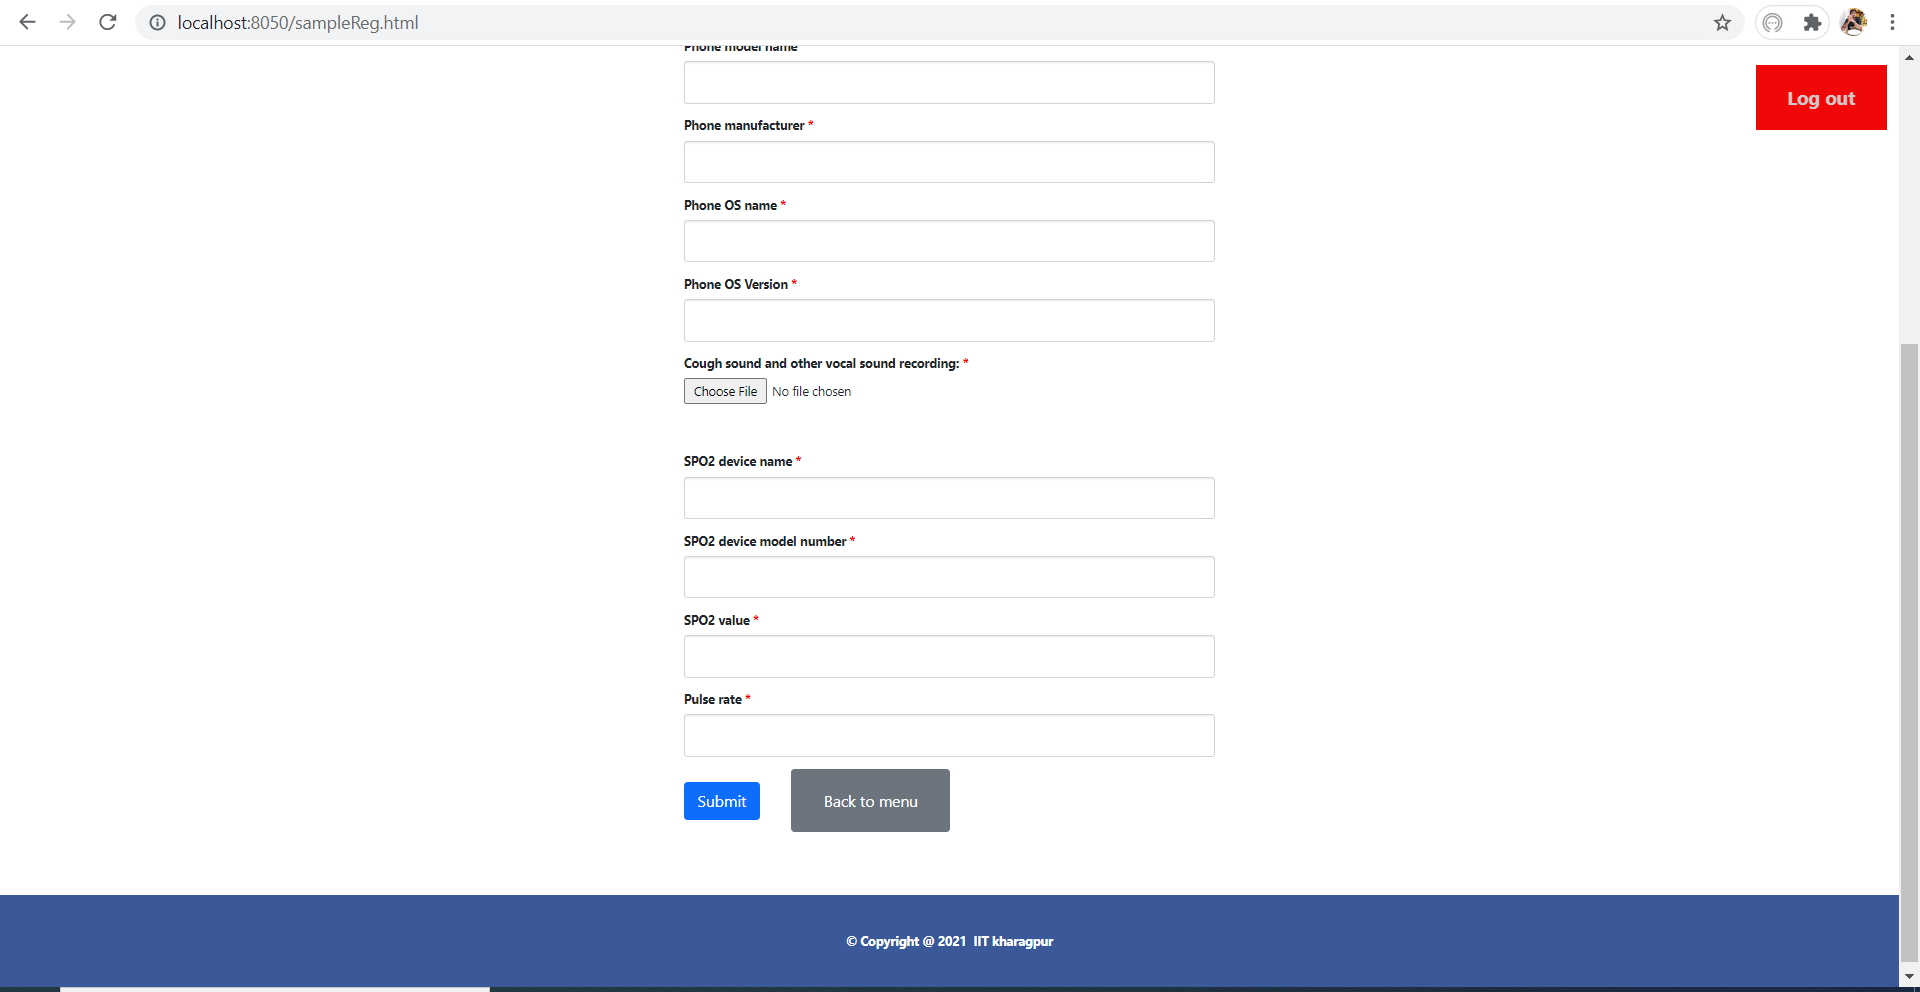 localhost:8050/sampleReg.html
Phone model name
Log out
Phone manufacturer *
Phone OS name *
Phone OS Version *
Cough sound and other vocal sound recording: *
Choose File No file chosen
SPO2 device name *
SPO2 device model number *
SPO2 value *
Pulse rate *
Submit
Back to menu
© Copyright @ 2021 IIT kharagpur